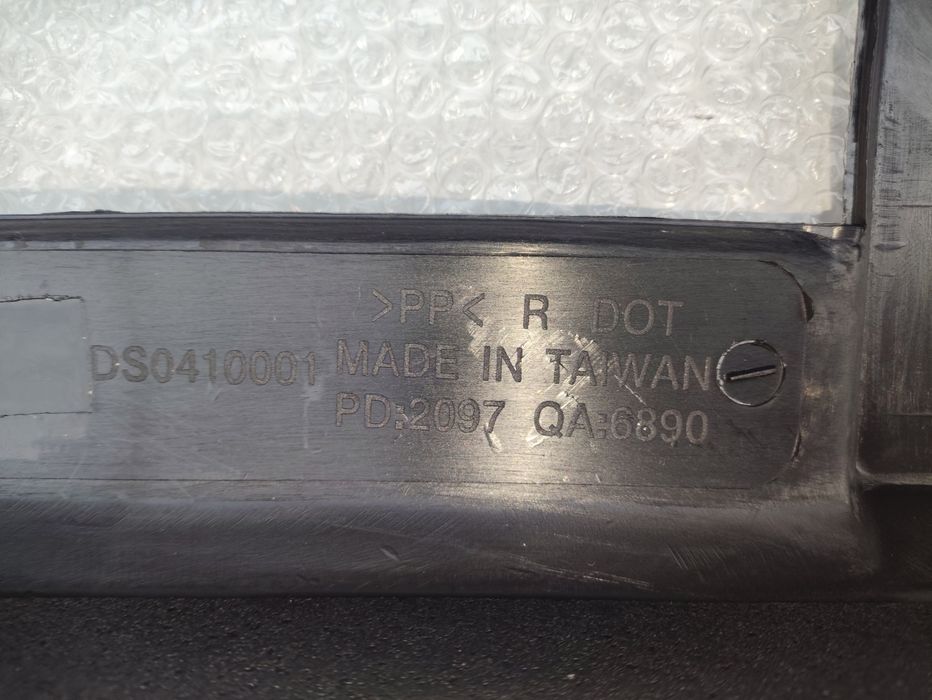 >PP< R DOT
DS0410001 MADE IN TAIWAN
PD:2097 QA:6890